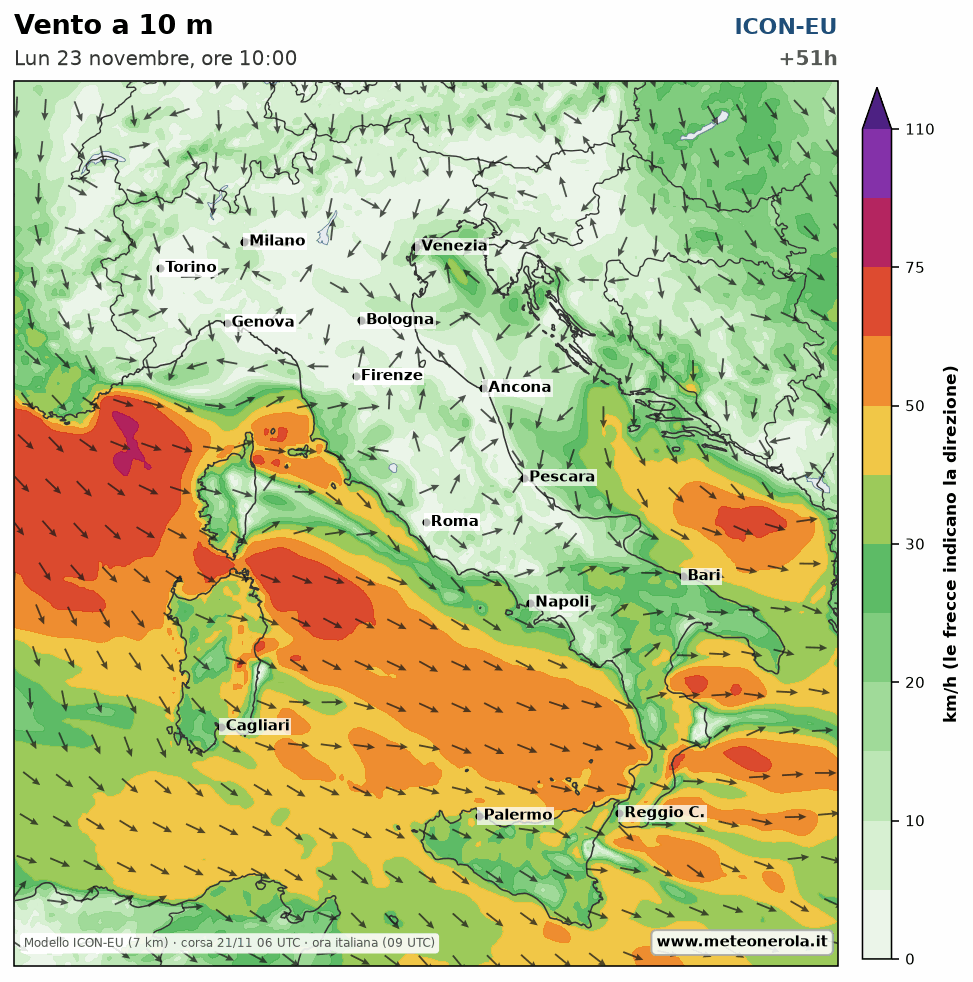 Vento a 10 m
ICON-EU
Lun 23 novembre, ore 10:00
+51h
110
75
50
30
20
10
0
km/h (le frecce indicano la direzione)
Milano
Venezia
Torino
Genova
Bologna
Firenze
Ancona
Pescara
Roma
Bari
Napoli
Cagliari
Palermo
Reggio C.
Modello ICON-EU (7 km) · corsa 21/11 06 UTC · ora italiana (09 UTC)
www.meteonerola.it